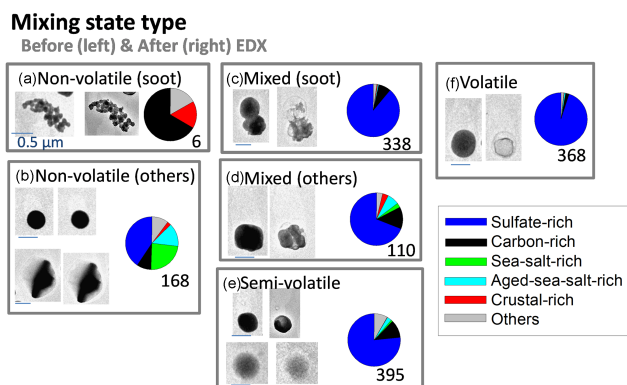 Mixing state type
Before (left) & After (right) EDX
(a)Non-volatile (soot)
0.5 µm
6
(b)Non-volatile (others)
168
(c)Mixed (soot)
338
(d)Mixed (others)
110
(e)Semi-volatile
395
(f)Volatile
368
Sulfate-rich
Carbon-rich
Sea-salt-rich
Aged-sea-salt-rich
Crustal-rich
Others